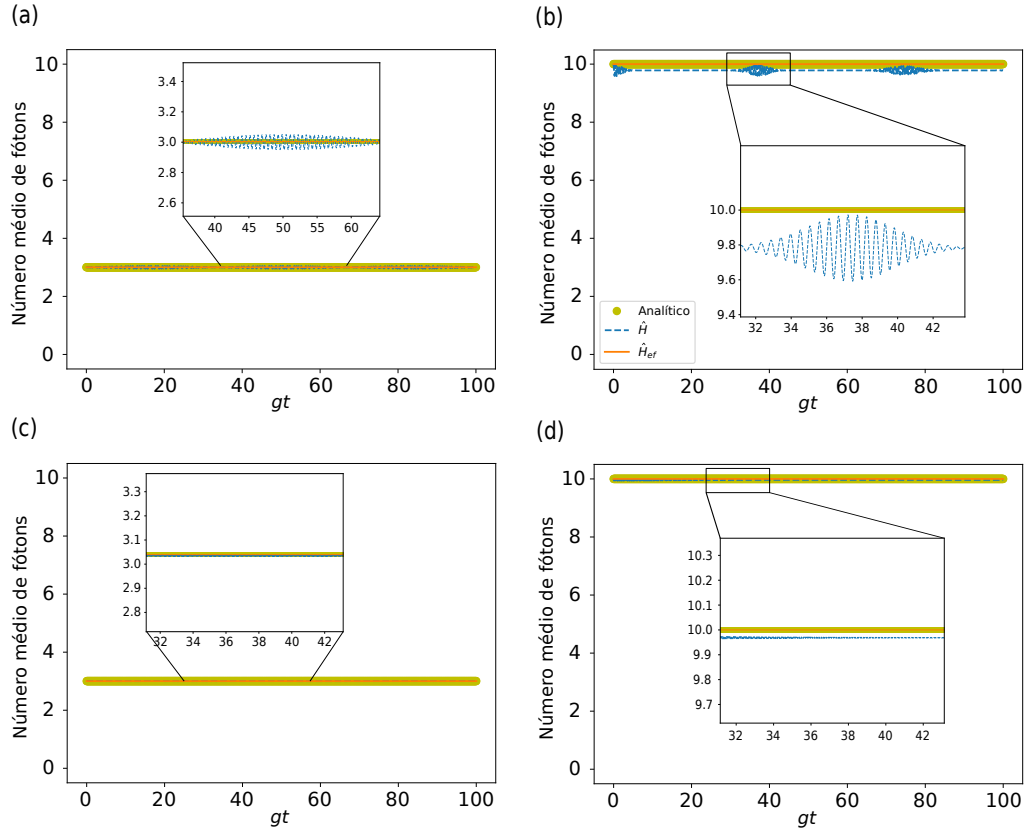 (a)
Número médio de fótons
10
8
6
4
2
0
3.4
3.2
3.0
2.8
2.6
40 45 50 55 60
0 20 40 60 80 100
gt
(b)
Número médio de fótons
10
8
6
4
2
0
10.0
9.8
9.6
9.4
32 34 36 38 40 42
Analítico
Ĥ
Ĥ_ef
0 20 40 60 80 100
gt
(c)
Número médio de fótons
10
8
6
4
2
0
3.3
3.2
3.1
3.0
2.9
2.8
32 34 36 38 40 42
0 20 40 60 80 100
gt
(d)
Número médio de fótons
10
8
6
4
2
0
10.3
10.2
10.1
10.0
9.9
9.8
9.7
32 34 36 38 40 42
0 20 40 60 80 100
gt